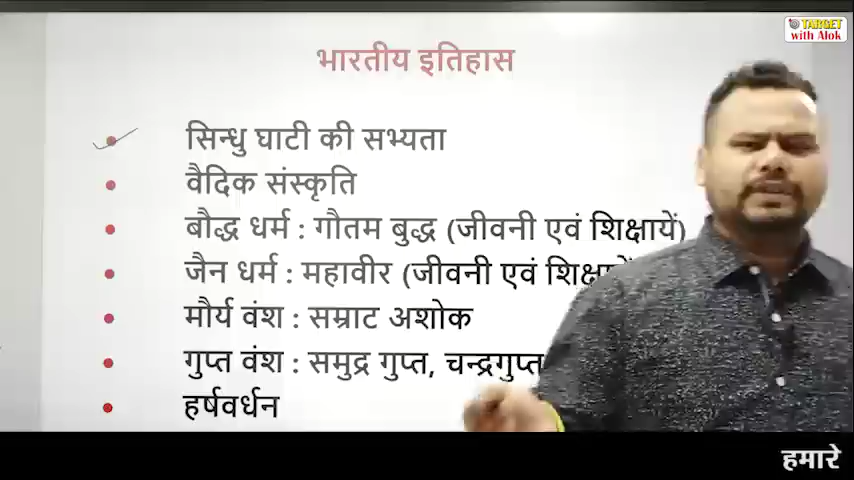 TARGET
with Alok
भारतीय इतिहास
सिन्धु घाटी की सभ्यता
वैदिक संस्कृति
बौद्ध धर्म : गौतम बुद्ध (जीवनी एवं शिक्षायें)
जैन धर्म : महावीर (जीवनी एवं
मौर्य वंश : सम्राट अशोक
गुप्त वंश : समुद्र गुप्त, चन्द्रगुप्त
हर्षवर्धन
हमारे